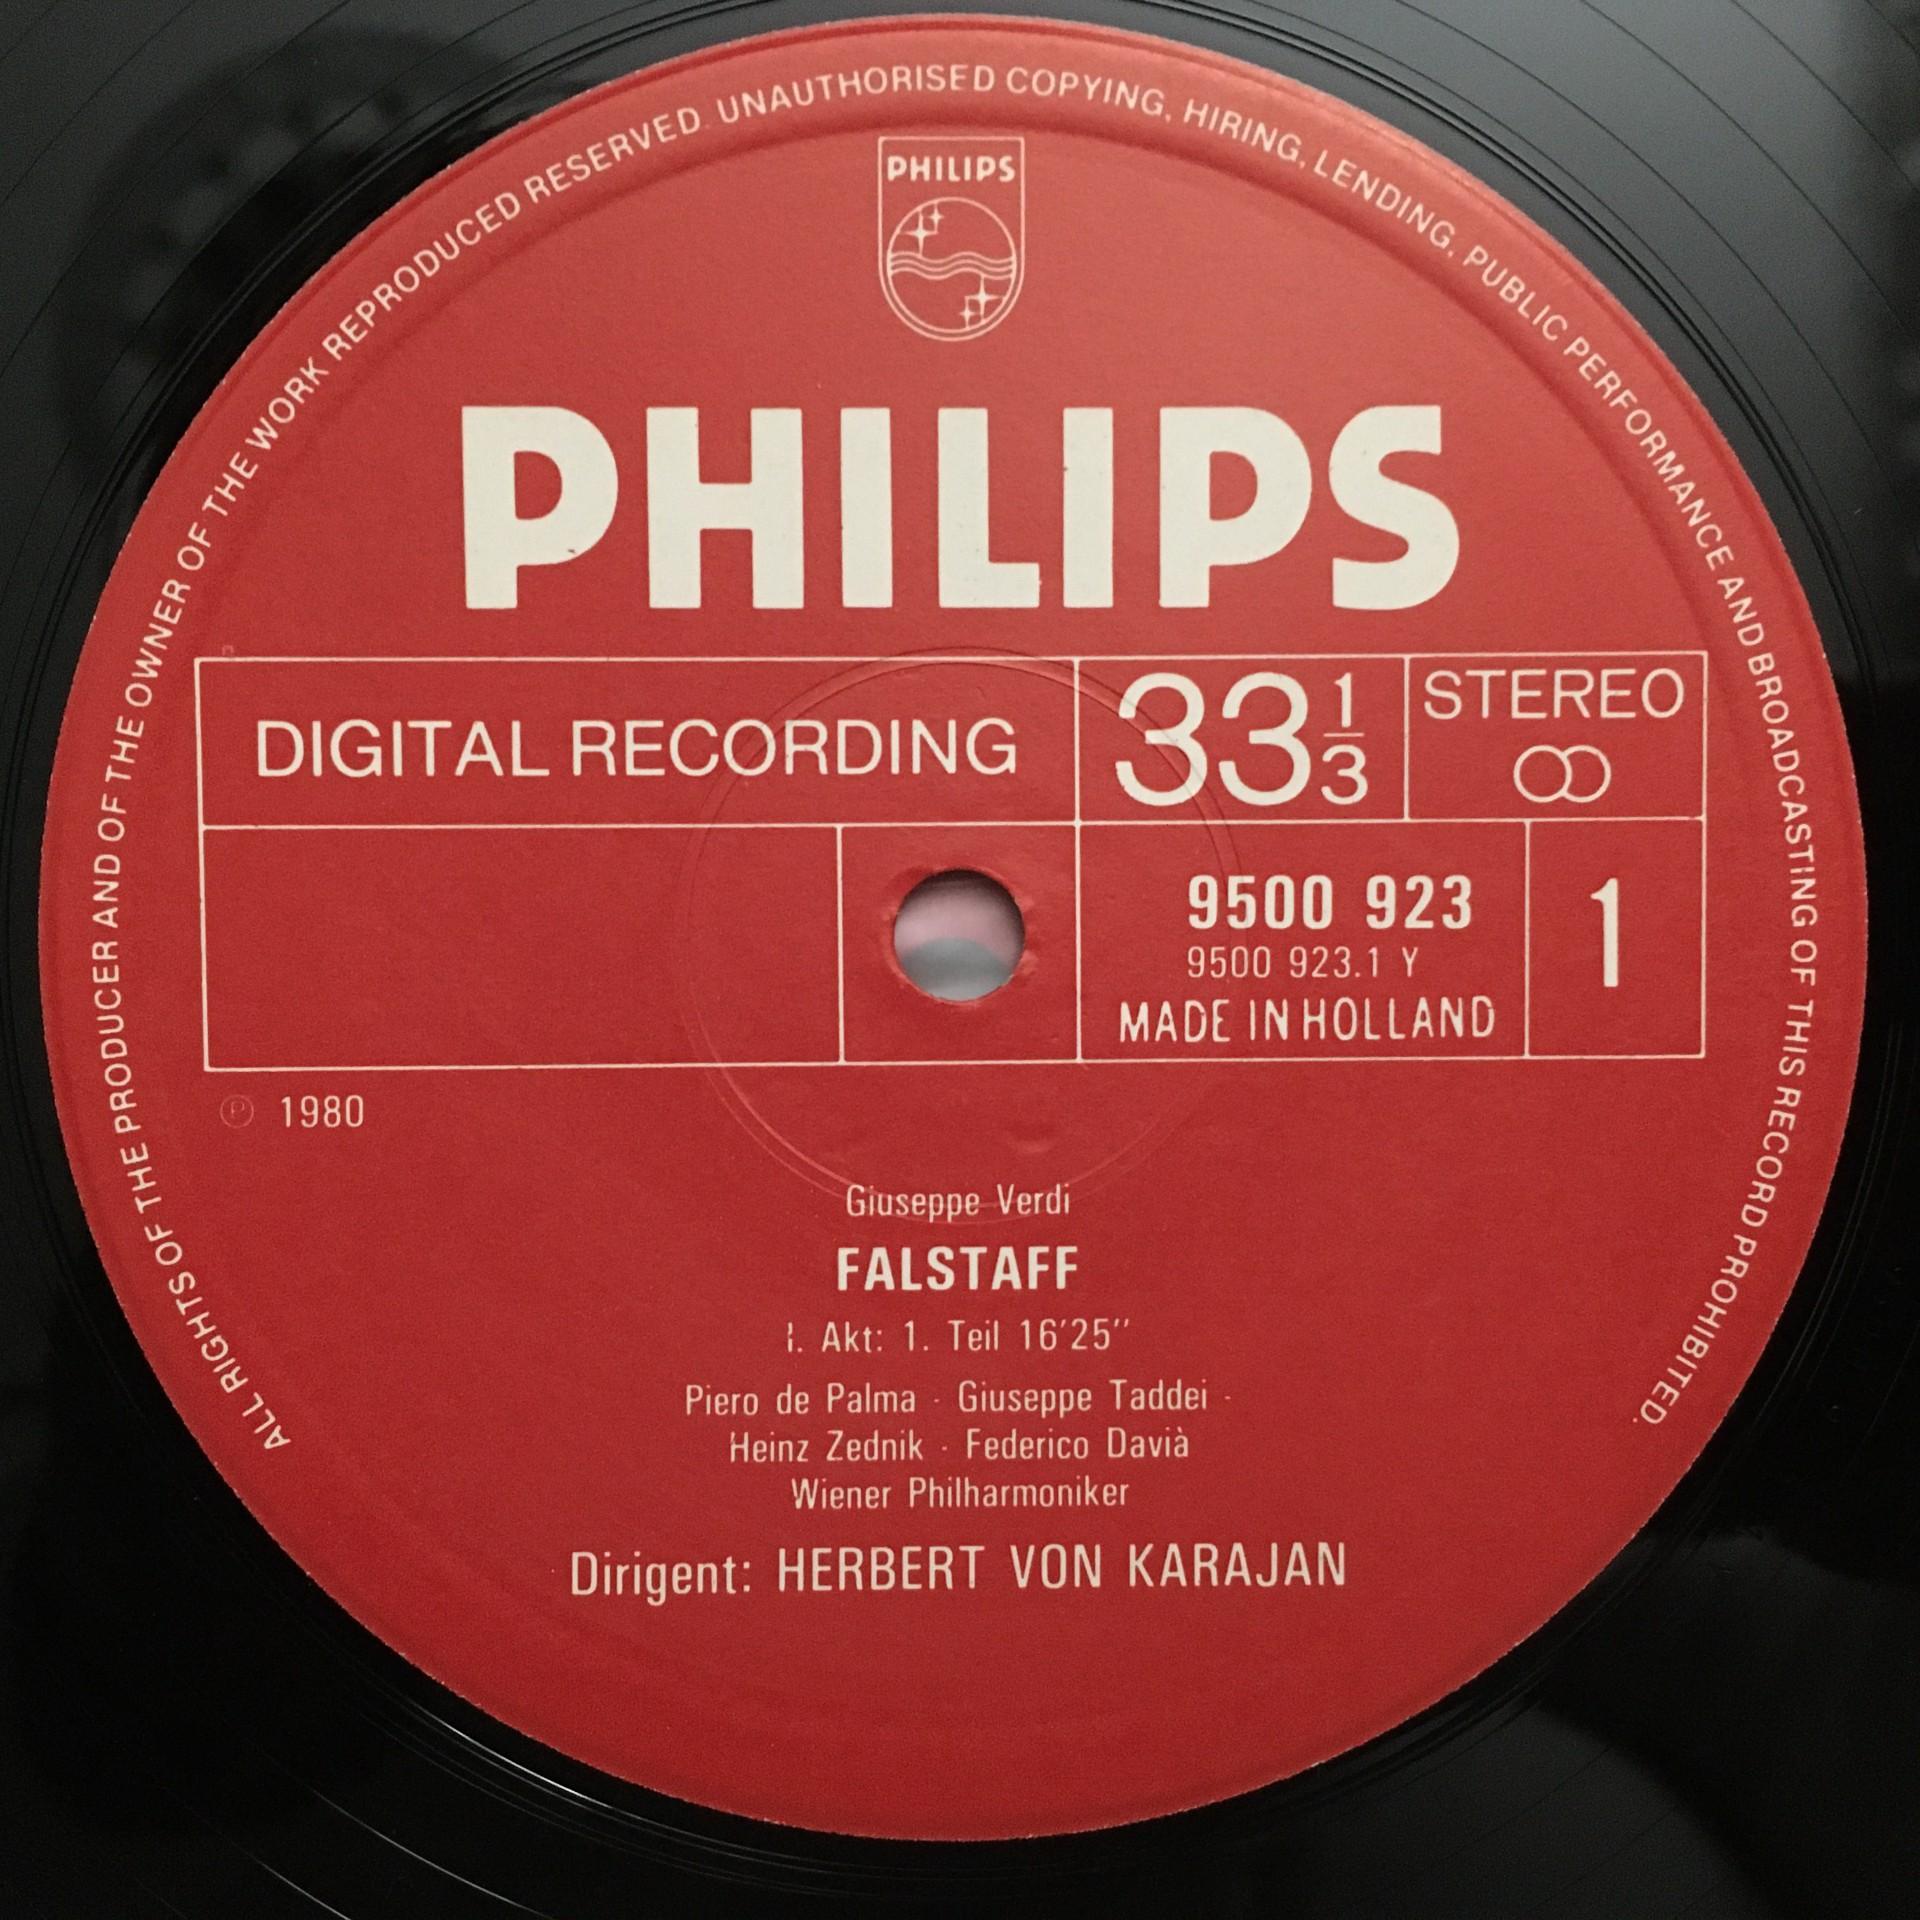 ALL RIGHTS OF THE PRODUCER AND OF THE OWNER OF THE WORK REPRODUCED RESERVED. UNAUTHORISED COPYING, HIRING, LENDING, PUBLIC PERFORMANCE AND BROADCASTING OF THIS RECORD PROHIBITED.
PHILIPS
PHILIPS
DIGITAL RECORDING
33 1/3
STEREO
9500 923
9500 923.1 Y
MADE IN HOLLAND
1
Ⓟ 1980
Giuseppe Verdi
FALSTAFF
I. Akt: 1. Teil 16'25''
Piero de Palma · Giuseppe Taddei ·
Heinz Zednik · Federico Davià
Wiener Philharmoniker
Dirigent: HERBERT VON KARAJAN